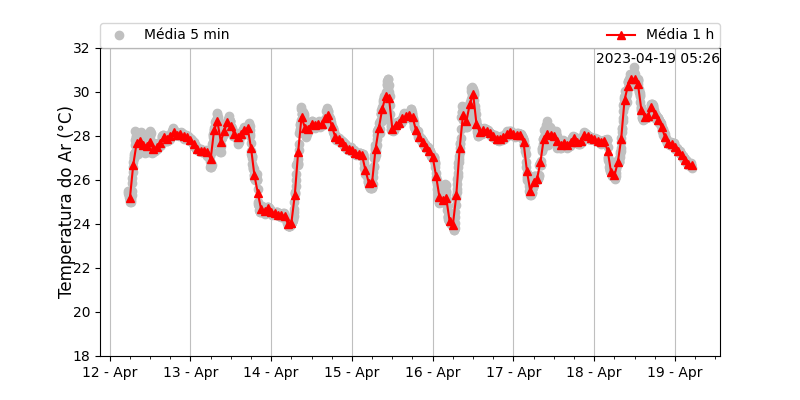 Média 5 min
Média 1 h
2023-04-19 05:26
Temperatura do Ar (°C)
32
30
28
26
24
22
20
18
12 - Apr
13 - Apr
14 - Apr
15 - Apr
16 - Apr
17 - Apr
18 - Apr
19 - Apr